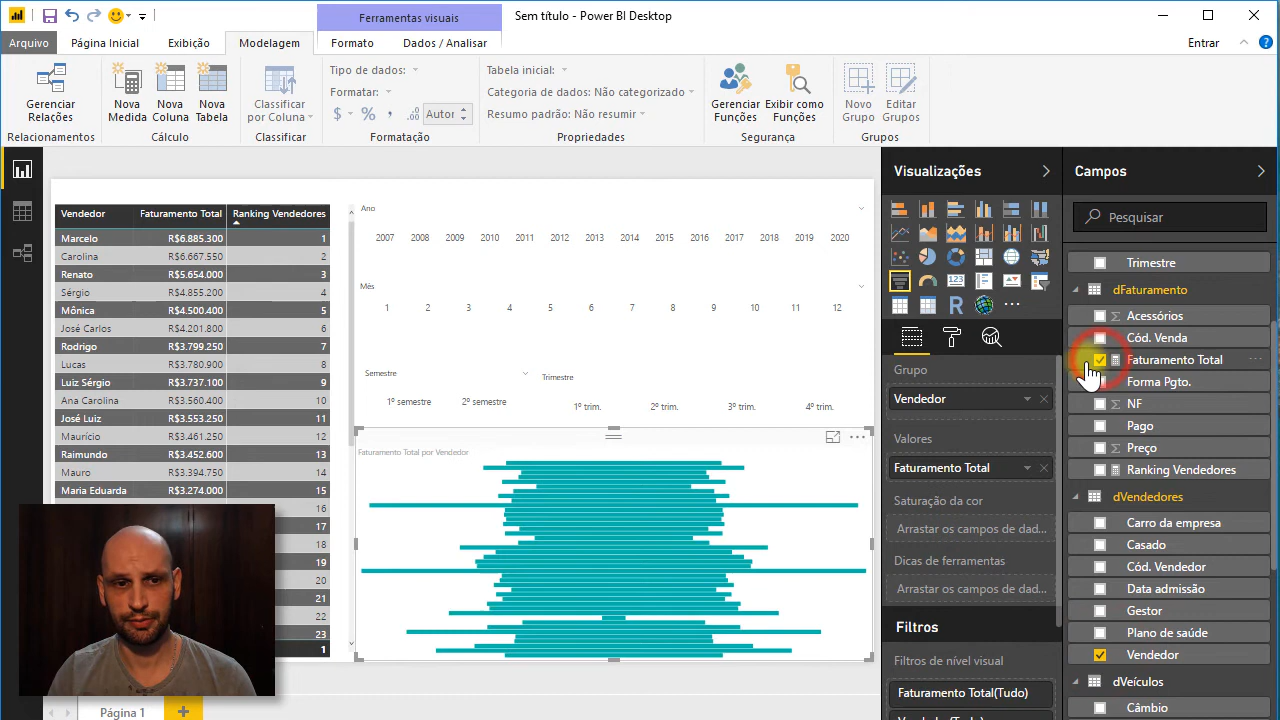 Ferramentas visuais
Sem título - Power BI Desktop
Arquivo
Página Inicial
Exibição
Modelagem
Formato
Dados / Analisar
Entrar
Gerenciar Relações
Relacionamentos
Nova Medida
Nova Coluna
Nova Tabela
Cálculo
Classificar por Coluna
Classificar
Tipo de dados:
Formatar:
$ % , .00 Autor
Formatação
Tabela inicial:
Categoria de dados: Não categorizado
Resumo padrão: Não resumir
Propriedades
Gerenciar Funções
Exibir como Funções
Segurança
Novo Grupo
Editar Grupos
Grupos
Vendedor Faturamento Total Ranking Vendedores
Marcelo R$6.885.300 1
Carolina R$6.667.550 2
Renato R$5.654.000 3
Sérgio R$4.855.200 4
Mônica R$4.501.400 5
José Carlos R$4.201.800 6
Rodrigo R$3.799.250 7
Lucas R$3.780.900 8
Luiz Sérgio R$3.737.100 9
Ana Carolina R$3.560.400 10
José Luiz R$3.553.250 11
Maurício R$3.461.250 12
Raimundo R$3.452.600 13
Mauro R$3.394.750 14
Maria Eduarda R$3.274.000 15
16
17
18
19
20
21
22
23
1
Ano
2007 2008 2009 2010 2011 2012 2013 2014 2015 2016 2017 2018 2019 2020
Mês
1 2 3 4 5 6 7 8 9 10 11 12
Semestre
1º semestre 2º semestre
Trimestre
1º trim. 2º trim. 3º trim. 4º trim.
Faturamento Total por Vendedor
Página 1
Visualizações
R
Grupo
Vendedor
Valores
Faturamento Total
Saturação da cor
Arrastar os campos de dad...
Dicas de ferramentas
Arrastar os campos de dad...
Filtros
Filtros de nível visual
Faturamento Total(Tudo)
Campos
Pesquisar
Trimestre
dFaturamento
Acessórios
Cód. Venda
Faturamento Total
Forma Pgto.
NF
Pago
Preço
Ranking Vendedores
dVendedores
Carro da empresa
Casado
Cód. Vendedor
Data admissão
Gestor
Plano de saúde
Vendedor
dVeículos
Câmbio